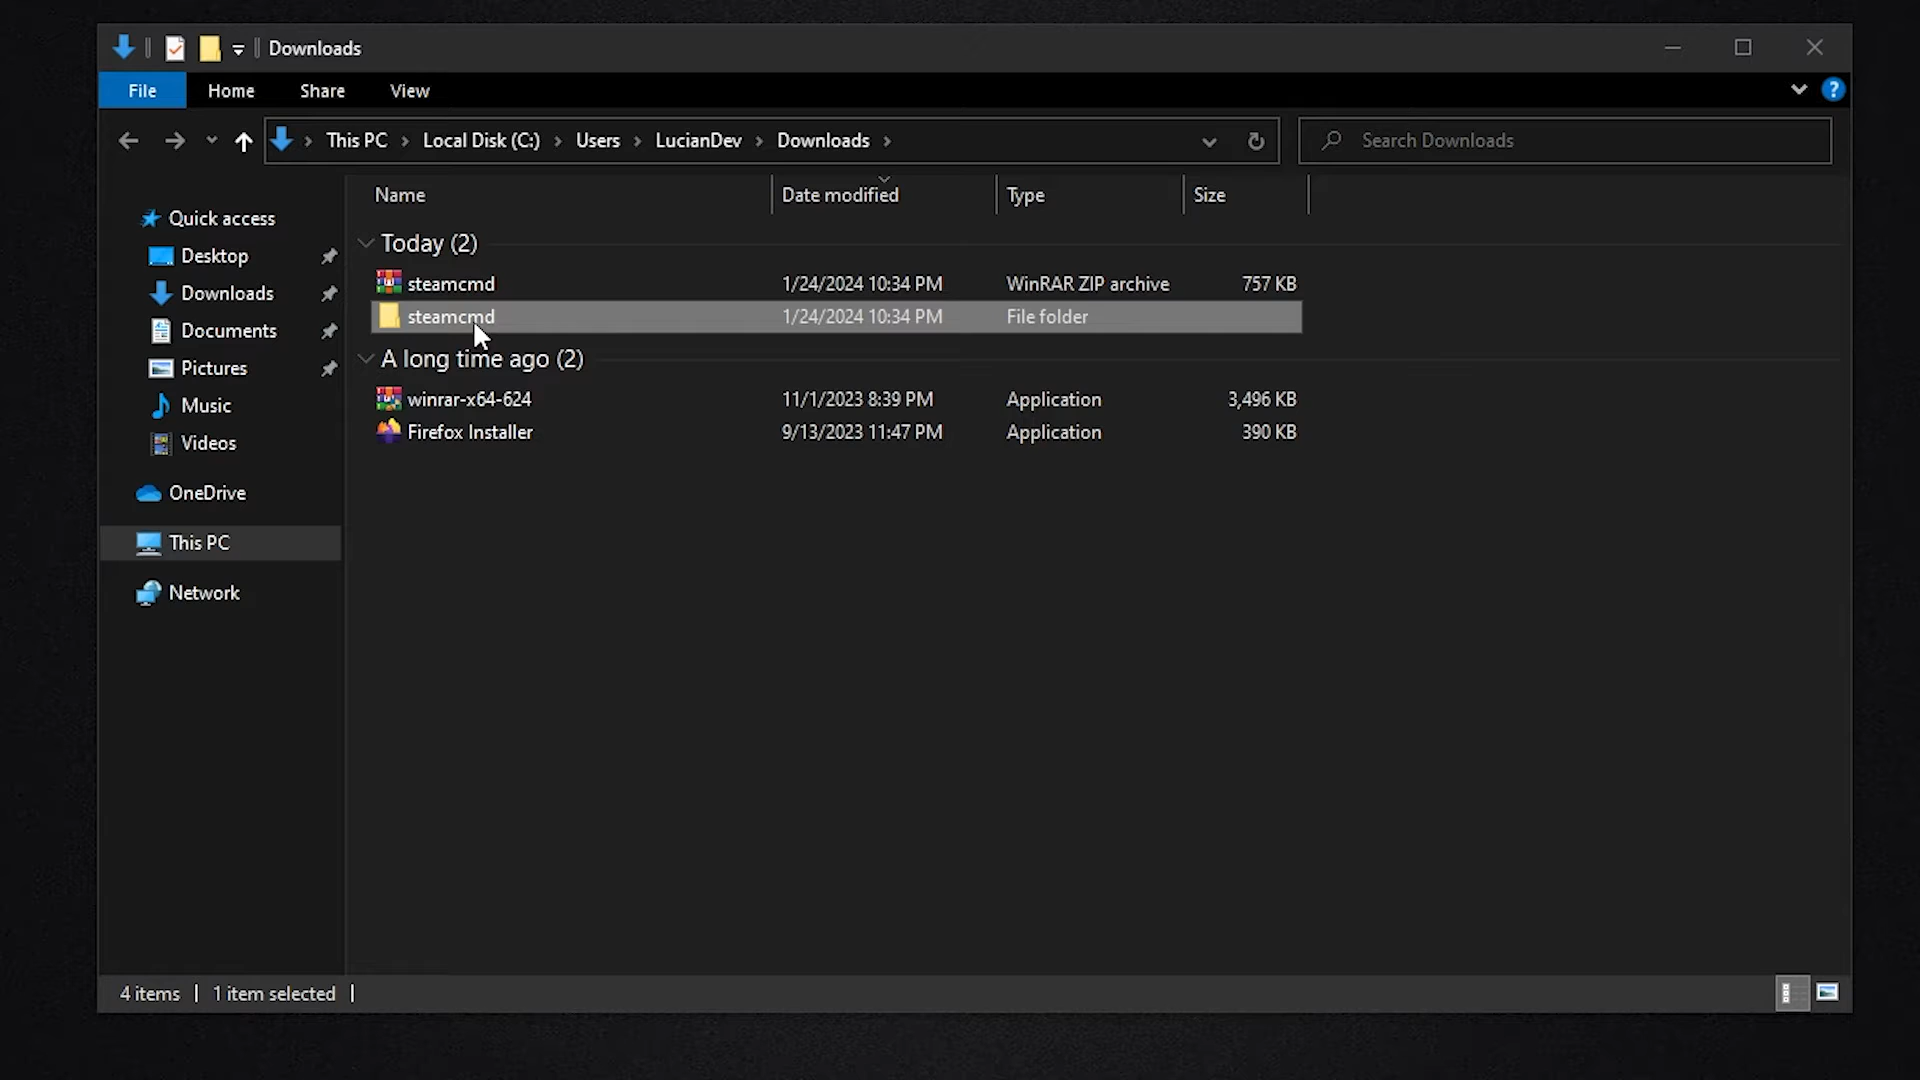 Downloads
File Home Share View ?
This PC Local Disk (C:) Users LucianDev Downloads Search Downloads
Name Date modified Type Size
Quick access
Desktop
Downloads
Documents
Pictures
Music
Videos
OneDrive
This PC
Network
Today (2)
steamcmd 1/24/2024 10:34 PM WinRAR ZIP archive 757 KB
steamcmd 1/24/2024 10:34 PM File folder
A long time ago (2)
winrar-x64-624 11/1/2023 8:39 PM Application 3,496 KB
Firefox Installer 9/13/2023 11:47 PM Application 390 KB
4 items 1 item selected